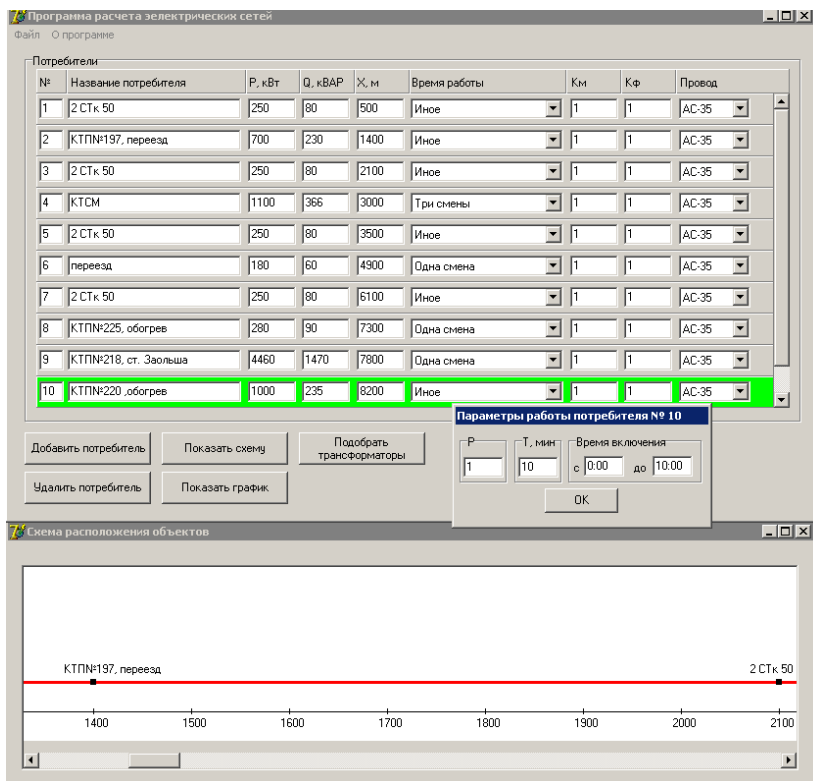 Программа расчета эелектрических сетей
Файл О программе
Потребители
№ Название потребителя P, кВт Q, кВАР X, м Время работы Км Кф Провод
1 2 СТк 50 250 80 500 Иное 1 1 АС-35
2 КТПN²197, переезд 700 230 1400 Иное 1 1 АС-35
3 2 СТк 50 250 80 2100 Иное 1 1 АС-35
4 КТСМ 1100 366 3000 Три смены 1 1 АС-35
5 2 СТк 50 250 80 3500 Иное 1 1 АС-35
6 переезд 180 60 4900 Одна смена 1 1 АС-35
7 2 СТк 50 250 80 6100 Иное 1 1 АС-35
8 КТПN²225, обогрев 280 90 7300 Одна смена 1 1 АС-35
9 КТПN²218, ст. Заольша 4460 1470 7800 Одна смена 1 1 АС-35
10 КТПN²220 ,обогрев 1000 235 8200 Иное 1 1 АС-35
Параметры работы потребителя № 10
P T, мин Время включения
1 10 с 0:00 до 10:00
OK
Добавить потребитель Показать схему Подобрать трансформаторы
Удалить потребитель Показать график
Схема расположения объектов
КТПN²197, переезд 2 СТк 50
1400 1500 1600 1700 1800 1900 2000 2100